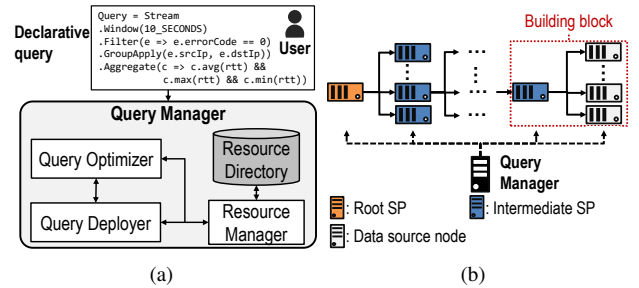 Declarative
query
Query = Stream
.Window(10_SECONDS)
.Filter(e => e.errorCode == 0)
.GroupApply(e.srcIp, e.dstIp)
.Aggregate(c => c.avg(rtt) &&
c.max(rtt) && c.min(rtt))
User
Query Manager
Query Optimizer
Resource
Directory
Query Deployer
Resource
Manager
(a)
Building block
Query
Manager
: Root SP
: Intermediate SP
: Data source node
(b)